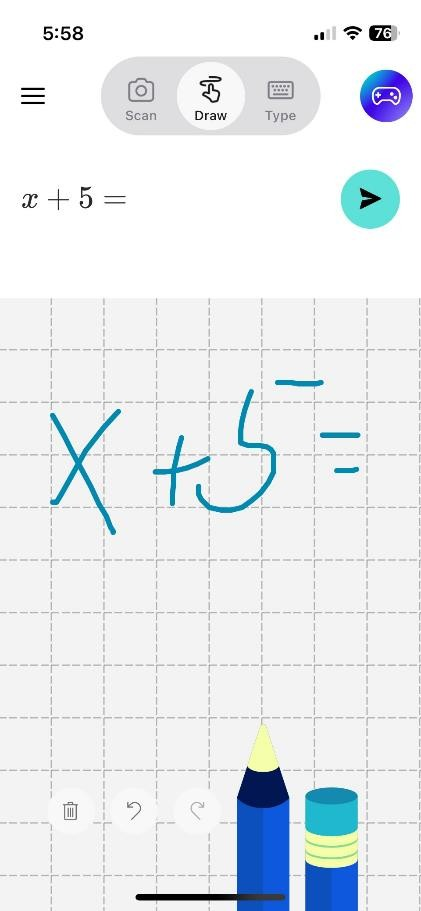 5:58 76
Scan Draw Type
x + 5 =
X + 5 =